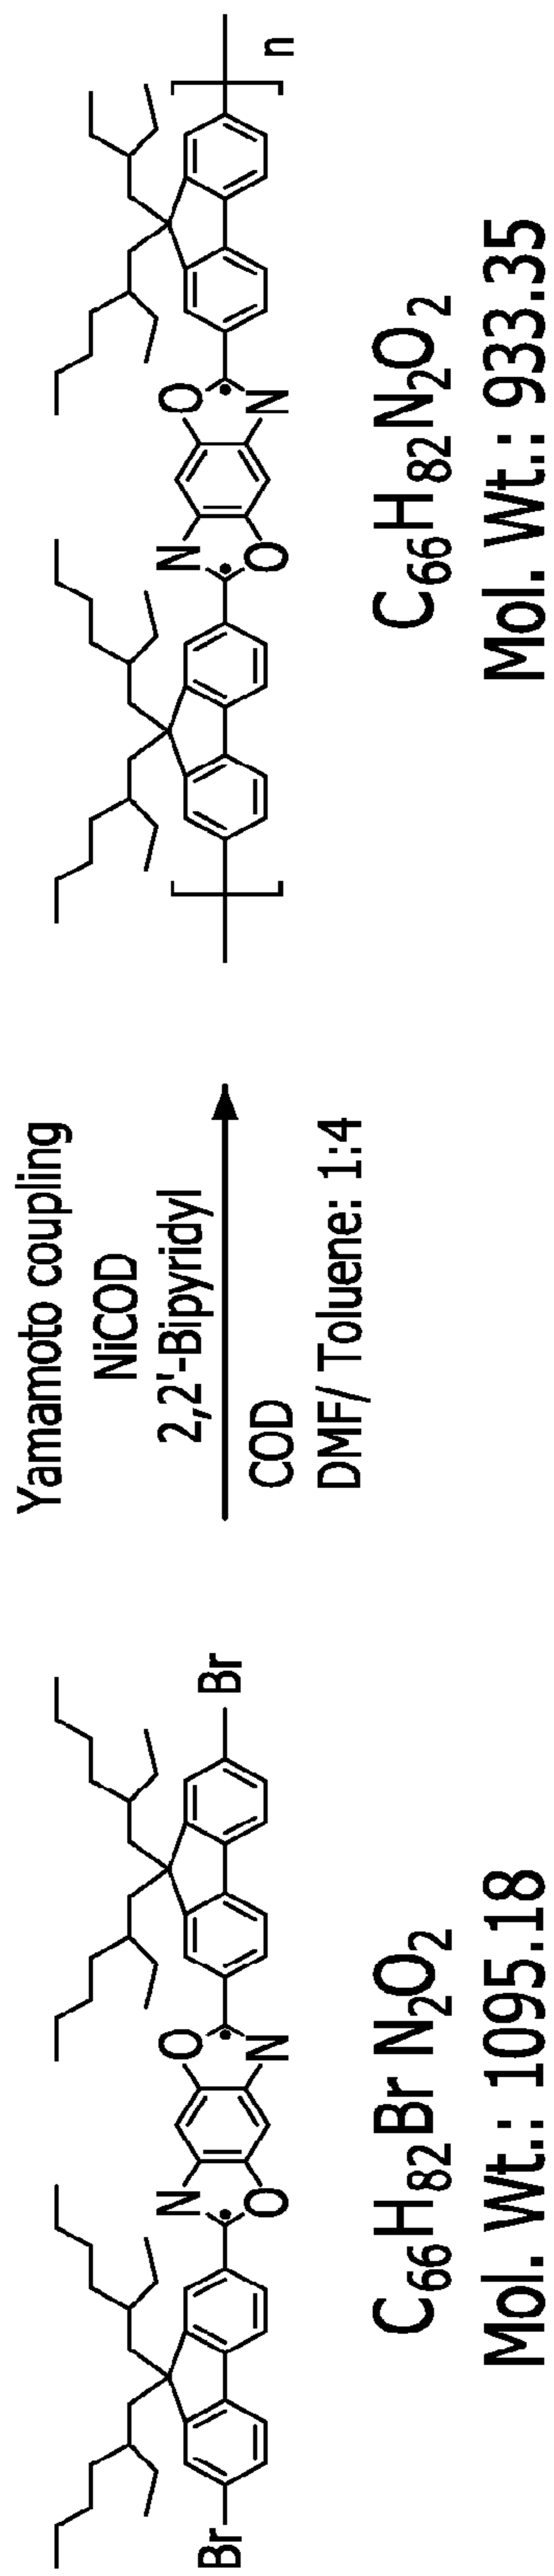 Br
N
O
O
N
Br
C66H82Br N2O2
Mol. Wt.: 1095.18
Yamamoto coupling
NiCOD
2,2'-Bipyridyl
COD
DMF/ Toluene: 1:4
N
O
O
N
n
C66H82N2O2
Mol. Wt.: 933.35